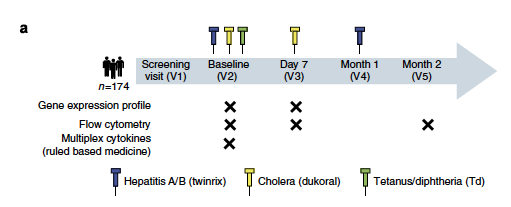 a
Screening Baseline Day 7 Month 1 Month 2
visit (V1) (V2) (V3) (V4) (V5)
n=174
Gene expression profile
Flow cytometry
Multiplex cytokines
(ruled based medicine)
Hepatitis A/B (twinrix) Cholera (dukoral) Tetanus/diphtheria (Td)